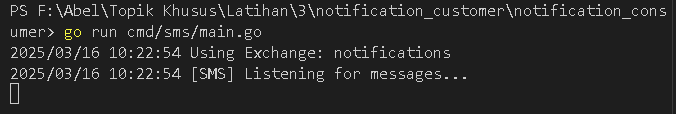 PS F:\Abel\Topik Khusus\Latihan\3\notification_customer\notification_cons
umer> go run cmd/sms/main.go
2025/03/16 10:22:54 Using Exchange: notifications
2025/03/16 10:22:54 [SMS] Listening for messages...